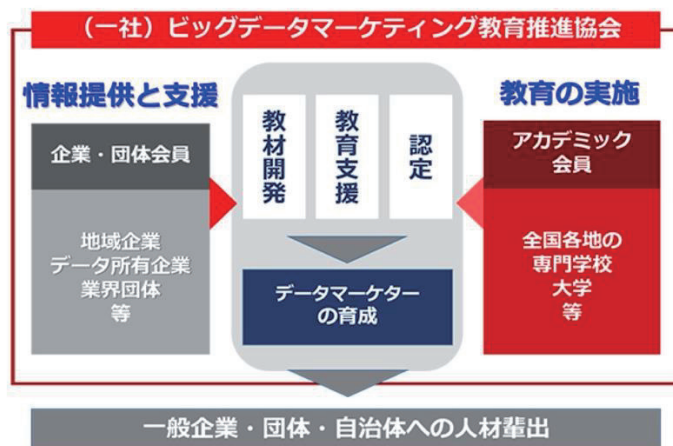 （一社）ビッグデータマーケティング教育推進協会
情報提供と支援
企業・団体会員
地域企業
データ所有企業
業界団体
等
教材開発
教育支援
認定
データマーケター
の育成
教育の実施
アカデミック
会員
全国各地の
専門学校
大学
等
一般企業・団体・自治体への人材輩出